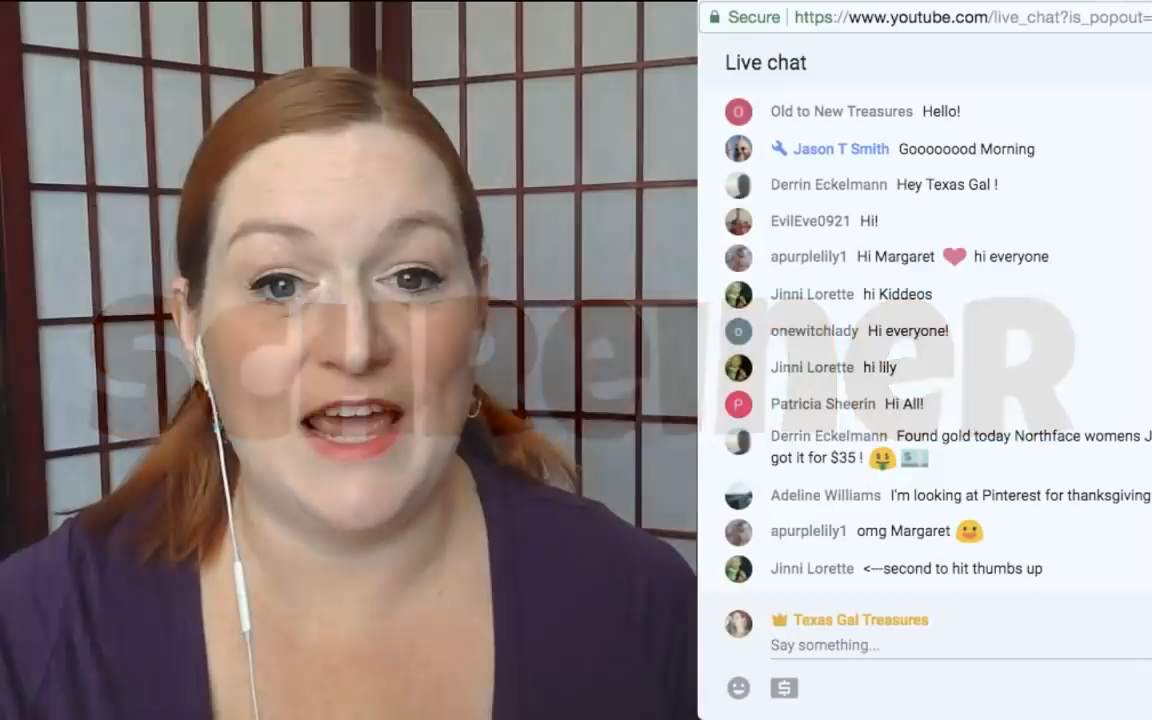 Secure https://www.youtube.com/live_chat?is_popout=
Live chat
O Old to New Treasures Hello!
Jason T Smith Goooooood Morning
Derrin Eckelmann Hey Texas Gal !
EvilEve0921 Hi!
apurplelily1 Hi Margaret hi everyone
Jinni Lorette hi Kiddeos
o onewitchlady Hi everyone!
Jinni Lorette hi lily
P Patricia Sheerin Hi All!
Derrin Eckelmann Found gold today Northface womens J
got it for $35 !
Adeline Williams I'm looking at Pinterest for thanksgiving
apurplelily1 omg Margaret
Jinni Lorette <---second to hit thumbs up
Texas Gal Treasures
Say something...